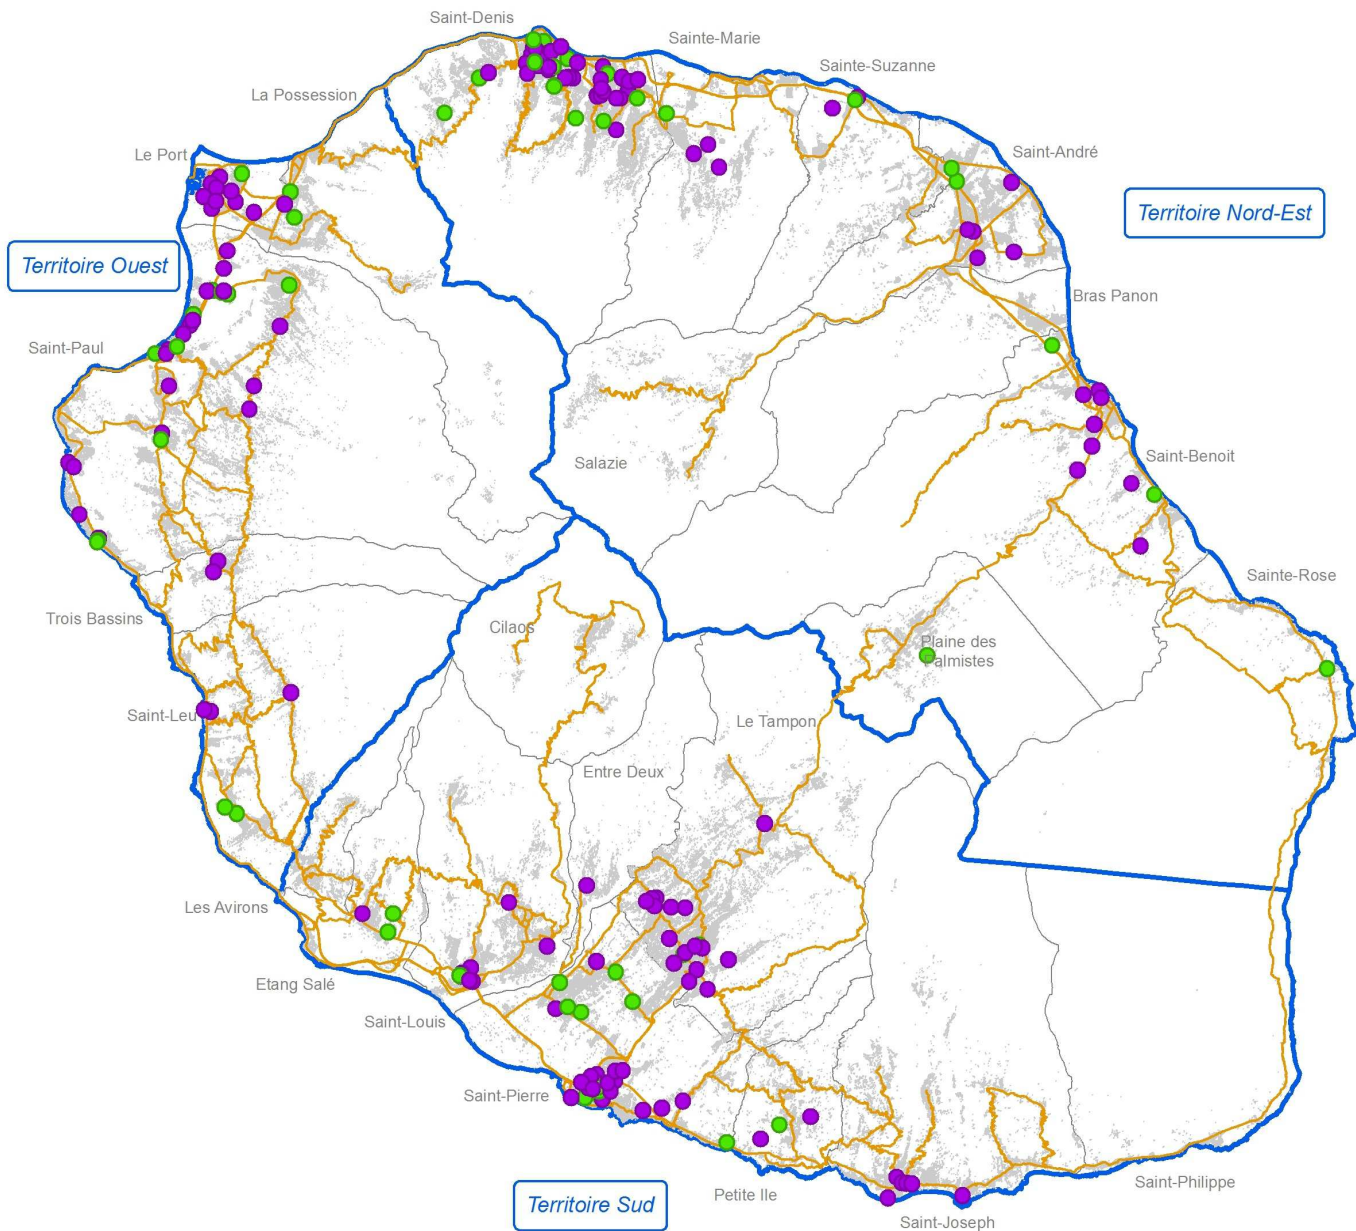 Saint-Denis
Sainte-Marie
Sainte-Suzanne
La Possession
Le Port
Saint-André
Territoire Nord-Est
Territoire Ouest
Bras Panon
Saint-Paul
Salazie
Saint-Benoit
Sainte-Rose
Trois Bassins
Cilaos
Plaine des
Palmistes
Saint-Leu
Le Tampon
Entre Deux
Les Avirons
Etang Salé
Saint-Louis
Saint-Pierre
Saint-Philippe
Petite Ile
Territoire Sud
Saint-Joseph